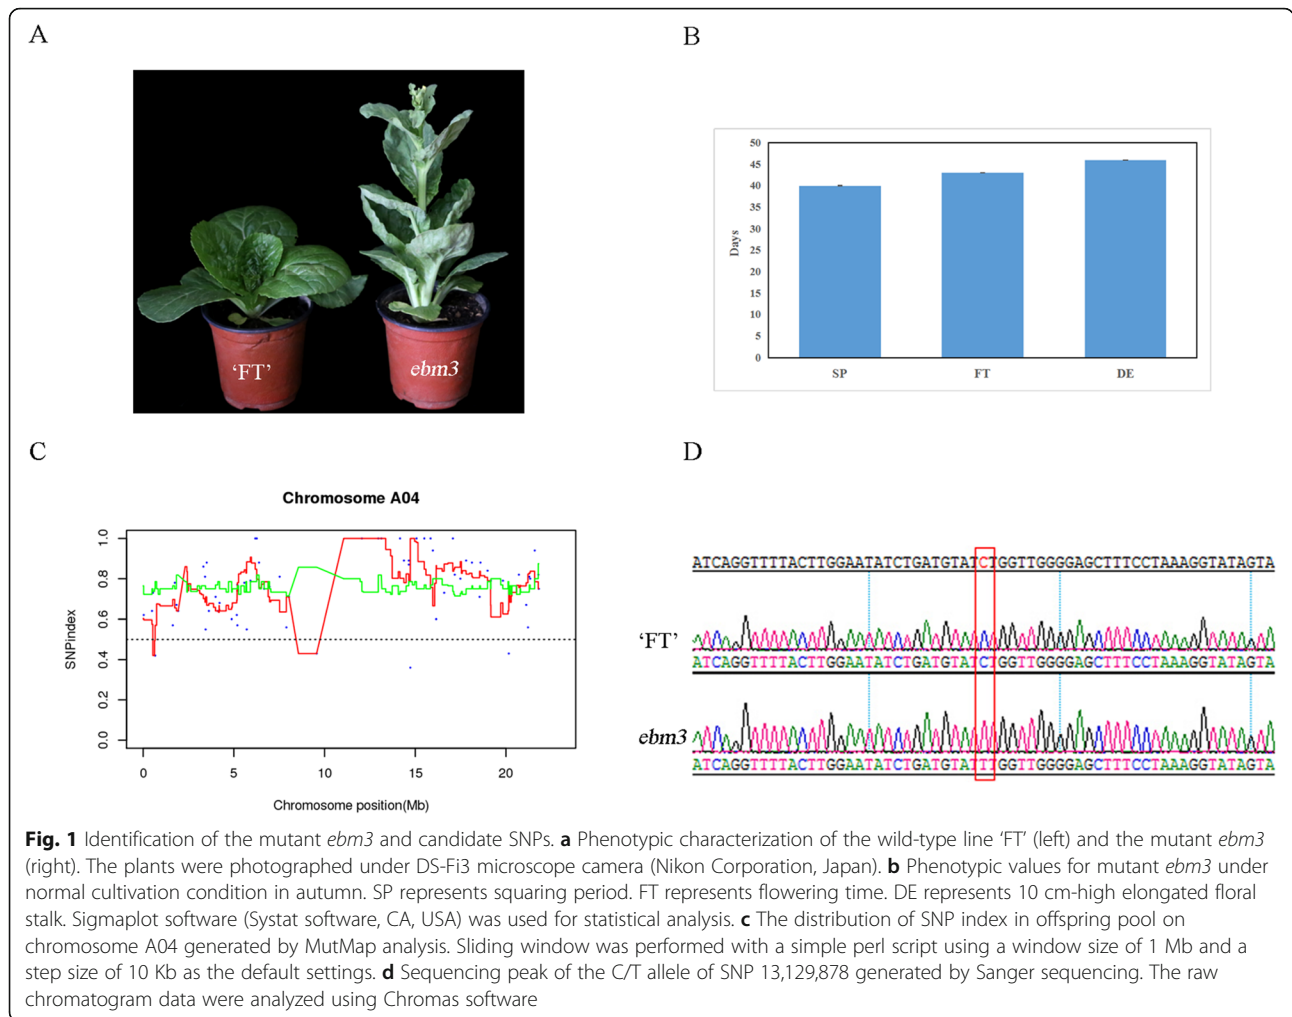 A
‘FT’
ebm3
B
50
45
40
35
30
25
20
15
10
5
0
Days
SP
FT
DE
C
Chromosome A04
1.0
0.8
0.6
0.4
0.2
0.0
SNPindex
0
5
10
15
20
Chromosome position(Mb)
D
ATCAGGTTTTACTTGGAATATCTGATGTATCTGGTTGGGGAGCTTTCCTAAAGGTATAGTA
‘FT’
ATCAGGTTTTACTTGGAATATCTGATGTATCTGGTTGGGGAGCTTTCCTAAAGGTATAGTA
ebm3
ATCAGGTTTTACTTGGAATATCTGATGTATTTGGTTGGGGAGCTTTCCTAAAGGTATAGTA
Fig. 1 Identification of the mutant ebm3 and candidate SNPs. a Phenotypic characterization of the wild-type line ‘FT’ (left) and the mutant ebm3
(right). The plants were photographed under DS-Fi3 microscope camera (Nikon Corporation, Japan). b Phenotypic values for mutant ebm3 under
normal cultivation condition in autumn. SP represents squaring period. FT represents flowering time. DE represents 10 cm-high elongated floral
stalk. Sigmaplot software (Systat software, CA, USA) was used for statistical analysis. c The distribution of SNP index in offspring pool on
chromosome A04 generated by MutMap analysis. Sliding window was performed with a simple perl script using a window size of 1 Mb and a
step size of 10 Kb as the default settings. d Sequencing peak of the C/T allele of SNP 13,129,878 generated by Sanger sequencing. The raw
chromatogram data were analyzed using Chromas software